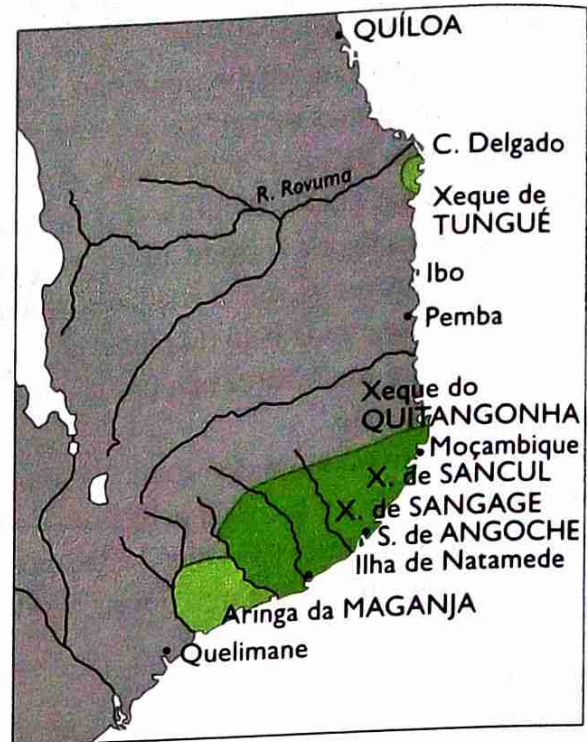 QUÍLOA
C. Delgado
R. Rovuma
Xeque de
TUNGUÉ
Ibo
Pemba
Xeque do
QUITANGONHA
Moçambique
X. de SANCUL
X. de SANGAGE
S. de ANGOCHE
Ilha de Natamede
Aringa da MAGANJA
Quelimane